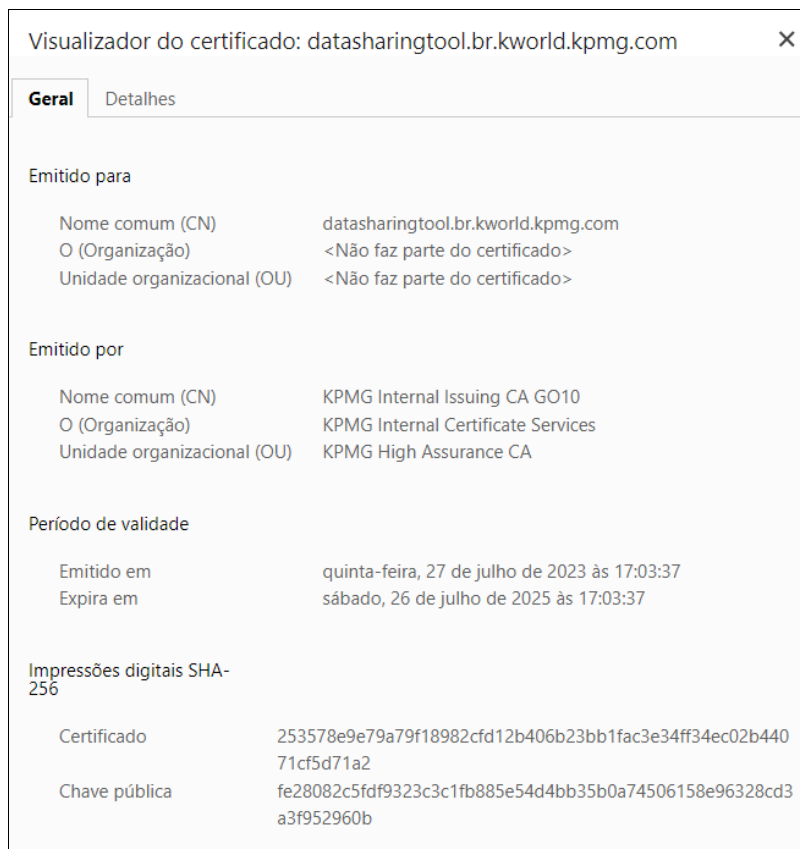 Visualizador do certificado: datasharingtool.br.kworld.kpmg.com
Geral Detalhes
Emitido para
Nome comum (CN) datasharingtool.br.kworld.kpmg.com
O (Organização) <Não faz parte do certificado>
Unidade organizacional (OU) <Não faz parte do certificado>
Emitido por
Nome comum (CN) KPMG Internal Issuing CA GO10
O (Organização) KPMG Internal Certificate Services
Unidade organizacional (OU) KPMG High Assurance CA
Período de validade
Emitido em quinta-feira, 27 de julho de 2023 às 17:03:37
Expira em sábado, 26 de julho de 2025 às 17:03:37
Impressões digitais SHA-
256
Certificado 253578e9e79a79f18982cfd12b406b23bb1fac3e34ff34ec02b440
71cf5d71a2
Chave pública fe28082c5fdf9323c3c1fb885e54d4bb35b0a74506158e96328cd3
a3f952960b